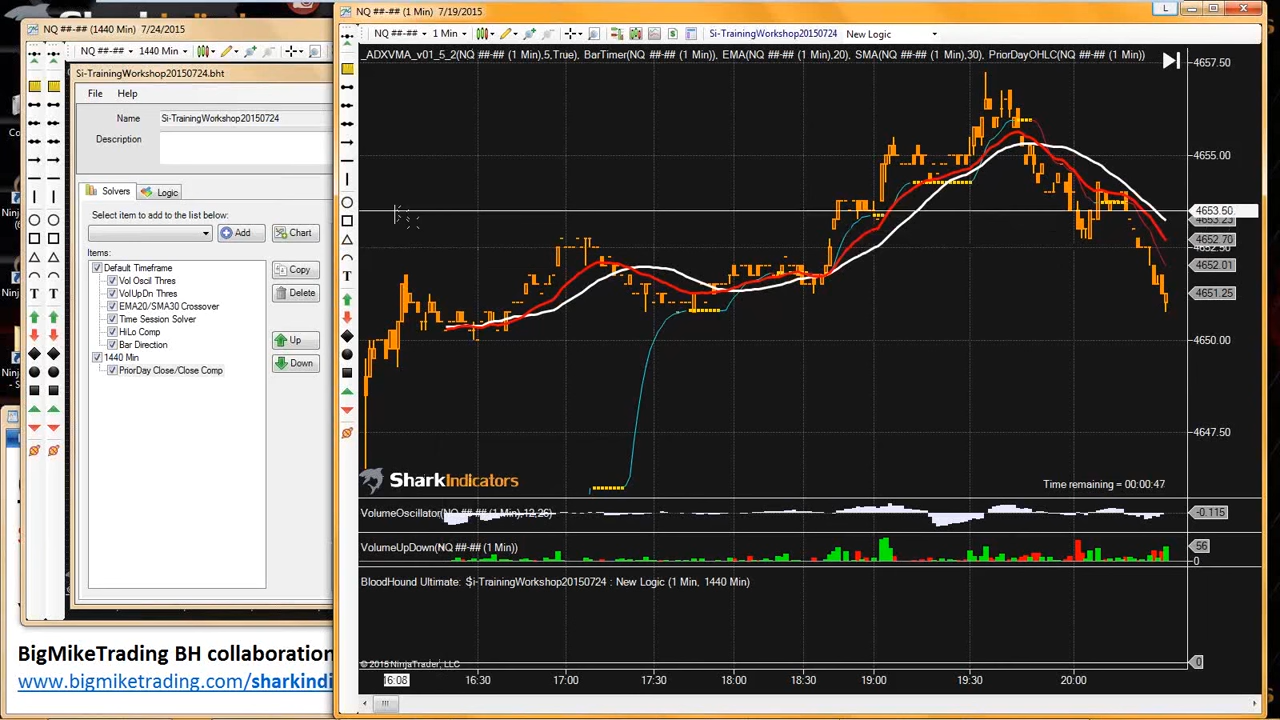 NQ ##-## (1440 Min) 7/24/2015
NQ ##-## 1440 Min
Si-TrainingWorkshop20150724.bht
File Help
Name Si-TrainingWorkshop20150724
Description
Solvers Logic
Select item to add to the list below:
Add Chart
Items:
Default Timeframe
Vol Oscil Thres
VolUpDn Thres
EMA20/SMA30 Crossover
Time Session Solver
HiLo Comp
Bar Direction
1440 Min
PriorDay Close/Close Comp
Copy
Delete
Up
Down
T T
BigMikeTrading BH collaboration
www.bigmiketrading.com/sharkindi
NQ ##-## (1 Min) 7/19/2015
L
NQ ##-## 1 Min Si-TrainingWorkshop20150724 New Logic
_ADXVMA_v01_5_2(NQ ##-## (1 Min),5,True), BarTimer(NQ ##-## (1 Min)), EMA(NQ ##-## (1 Min),20), SMA(NQ ##-## (1 Min),30), PriorDayOHLC(NQ ##-## (1 Min))
T
4657.50
4655.00
4653.50
4652.70
4652.01
4651.25
4650.00
4647.50
SharkIndicators
Time remaining = 00:00:47
VolumeOscillator(NQ ##-## (1 Min),12,26)
-0.115
VolumeUpDown(NQ ##-## (1 Min))
56
0
BloodHound Ultimate: Si-TrainingWorkshop20150724 : New Logic (1 Min, 1440 Min)
© 2015 NinjaTrader, LLC
0
16:08 16:30 17:00 17:30 18:00 18:30 19:00 19:30 20:00